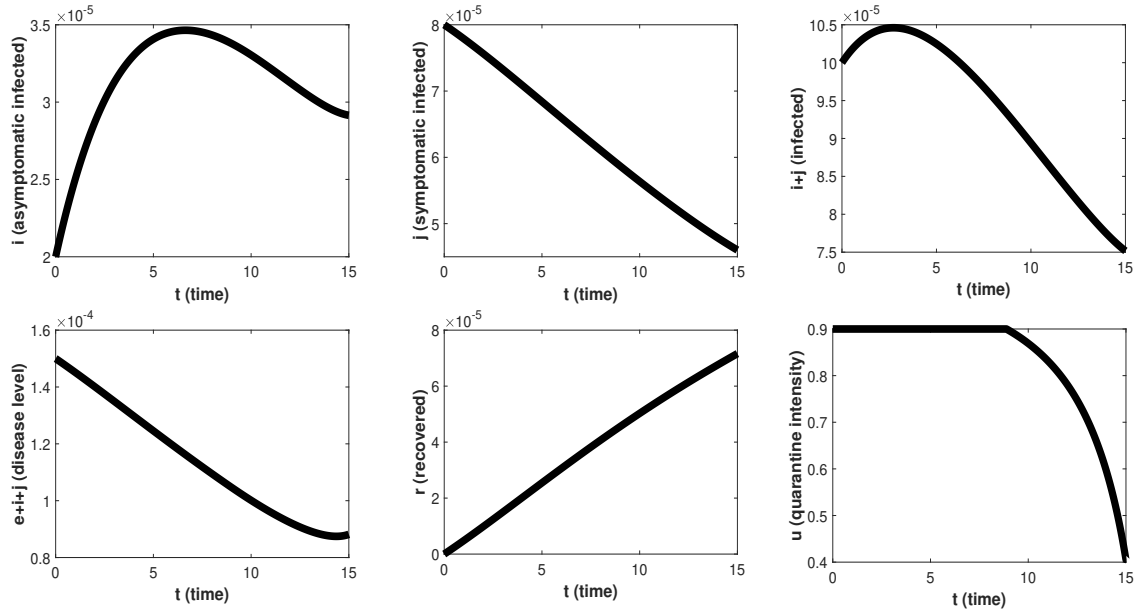 ×10⁻⁵
3.5
3
2.5
2
i (asymptomatic infected)
0 5 10 15
t (time)
×10⁻⁵
8
7
6
5
j (symptomatic infected)
0 5 10 15
t (time)
×10⁻⁵
10.5
10
9.5
9
8.5
8
7.5
i+j (infected)
0 5 10 15
t (time)
×10⁻⁴
1.6
1.4
1.2
1
0.8
e+i+j (disease level)
0 5 10 15
t (time)
×10⁻⁵
8
6
4
2
0
r (recovered)
0 5 10 15
t (time)
0.9
0.8
0.7
0.6
0.5
0.4
u (quarantine intensity)
0 5 10 15
t (time)